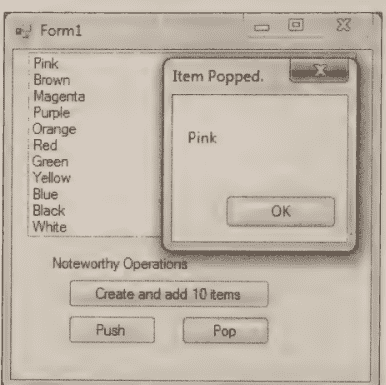 Form1
Pink
Brown
Magenta
Purple
Orange
Red
Green
Yellow
Blue
Black
White
Item Popped.
Pink
OK
Noteworthy Operations
Create and add 10 items
Push
Pop